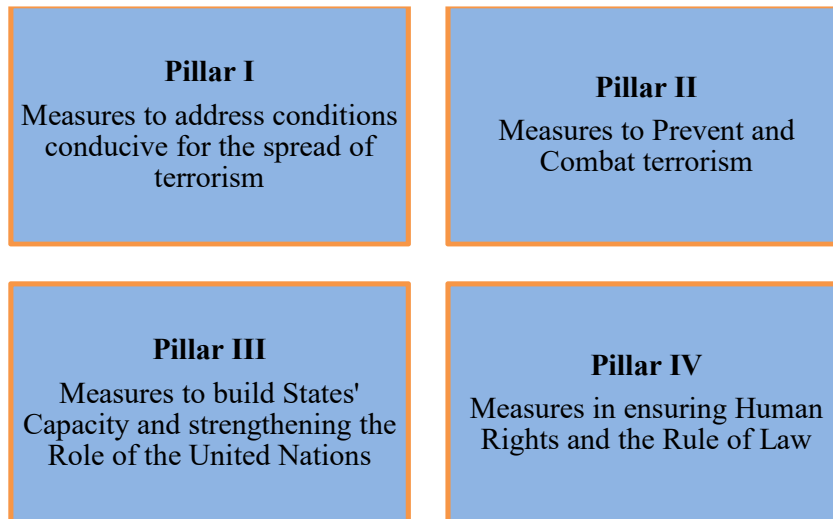 Pillar I
Measures to address conditions
conducive for the spread of
terrorism
Pillar II
Measures to Prevent and
Combat terrorism
Pillar III
Measures to build States'
Capacity and strengthening the
Role of the United Nations
Pillar IV
Measures in ensuring Human
Rights and the Rule of Law